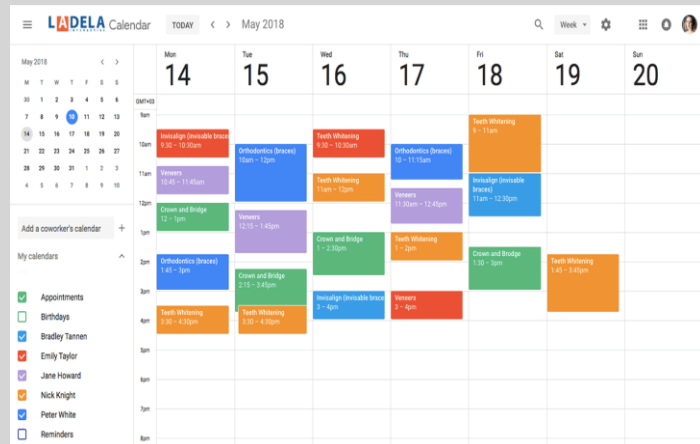 LADELA Calendar
INTERACTIVE
TODAY
May 2018
Week
May 2018
M T W T F S S
30 1 2 3 4 5 6
7 8 9 10 11 12 13
14 15 16 17 18 19 20
21 22 23 24 25 26 27
28 29 30 31 1 2 3
4 5 6 7 8 9 10
Add a coworker's calendar +
My calendars
Appointments
Birthdays
Bradley Tannen
Emily Taylor
Jane Howard
Nick Knight
Peter White
Reminders
Mon
14
Tue
15
Wed
16
Thu
17
Fri
18
Sat
19
Sun
20
GMT+03
9am
10am
11am
12pm
1pm
2pm
3pm
4pm
5pm
6pm
7pm
8pm
Invisalign (invisable brace
9:30 - 10:30am
Veneers
10:45 - 11:45am
Crown and Bridge
12 - 1pm
Orthodontics (braces)
1:45 - 3pm
Teeth Whitening
3:30 - 4:30pm
Orthodontics (braces)
10am - 12pm
Veneers
12:15 - 1:45pm
Crown and Bridge
2:15 - 3:45pm
Teeth Whitening
3:30 - 4:30pm
Teeth Whitening
9:30 - 10:30am
Teeth Whitening
11am - 12pm
Crown and Bridge
1 - 2:30pm
Invisalign (invisable brace
3 - 4pm
Orthodontics (braces)
10 - 11:15am
Veneers
11:30am - 12:45pm
Teeth Whitening
1 - 2pm
Veneers
3 - 4pm
Teeth Whitening
9 - 11am
Invisalign (invisable
braces)
11am - 12:30pm
Crown and Brodge
1:30 - 3pm
Teeth Whitening
1:45 - 3:45pm